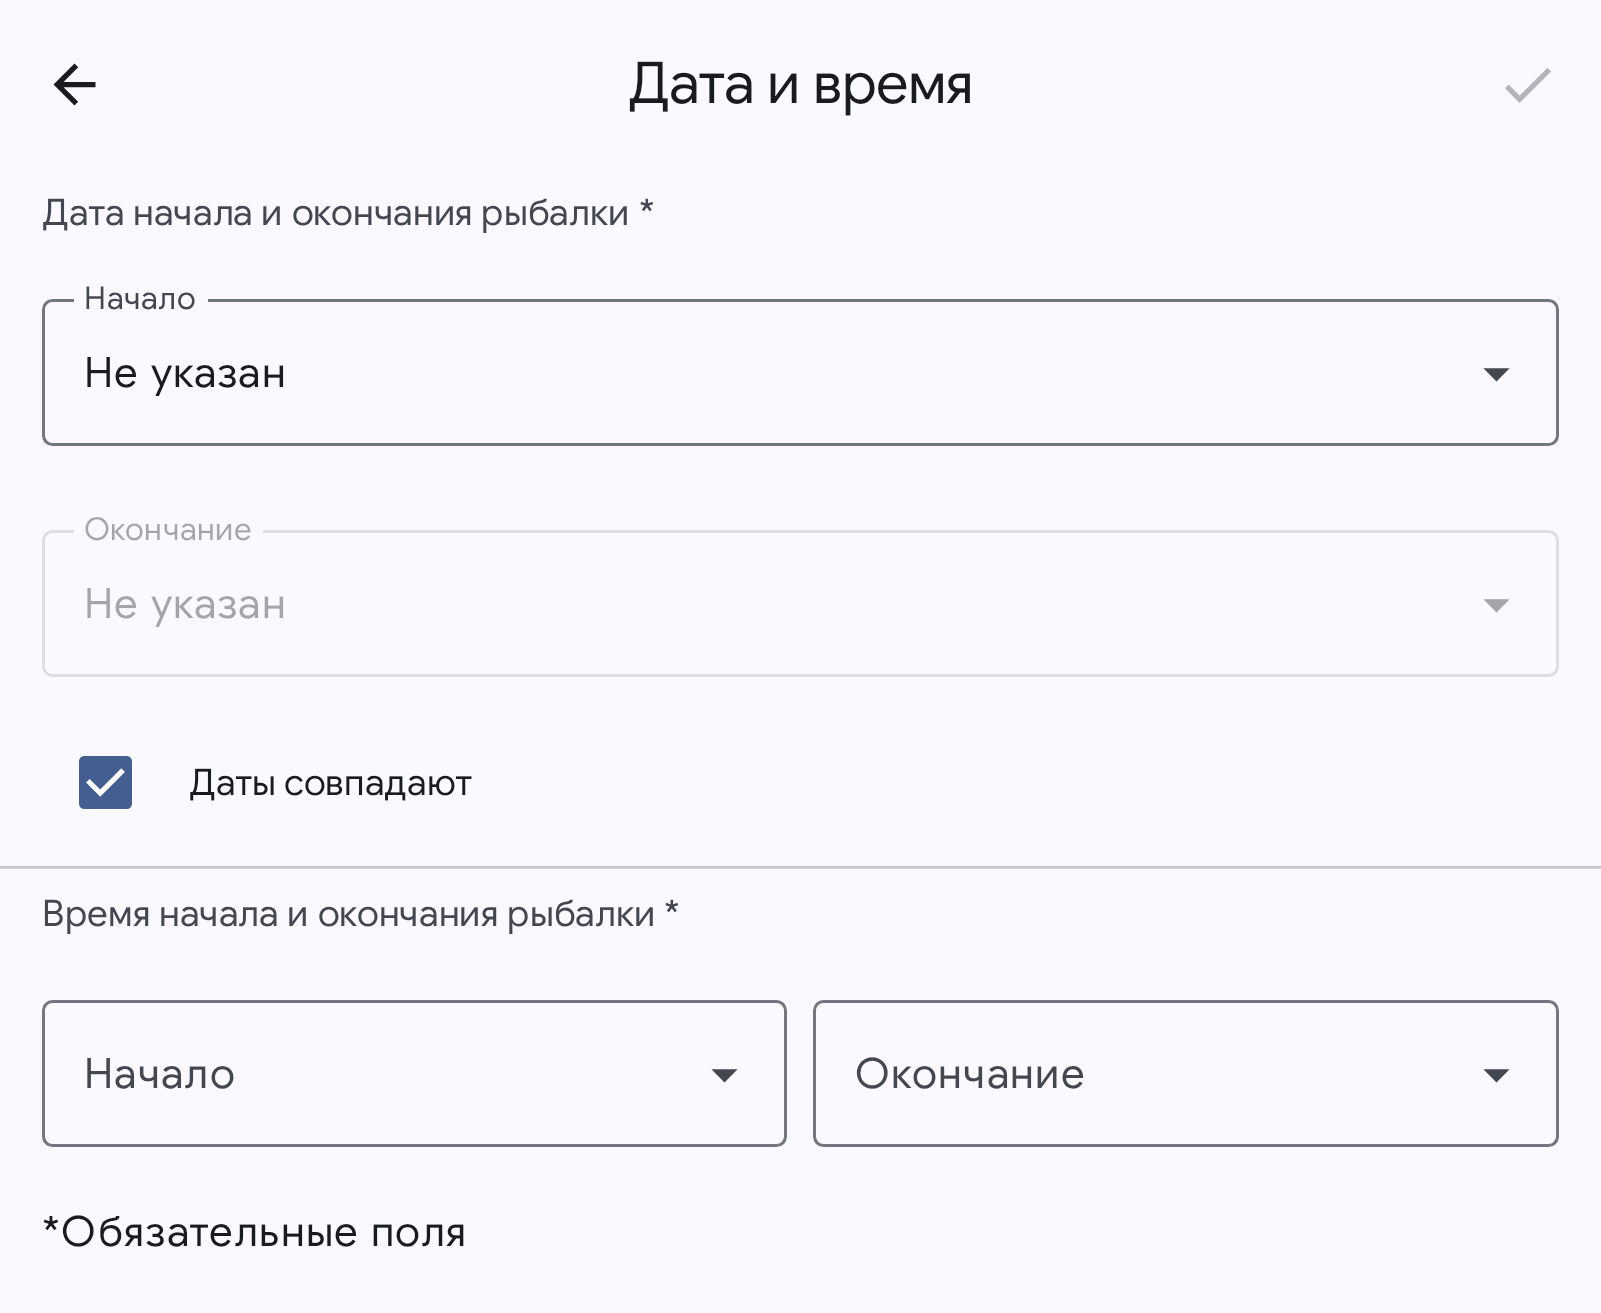 Дата и время
Дата начала и окончания рыбалки *
Начало
Не указан
Окончание
Не указан
Даты совпадают
Время начала и окончания рыбалки *
Начало
Окончание
*Обязательные поля